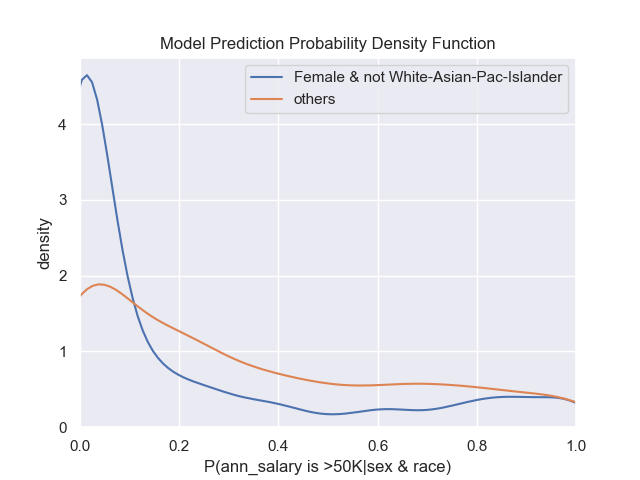 Model Prediction Probability Density Function
Female & not White-Asian-Pac-Islander
others
density
4
3
2
1
0
0.0 0.2 0.4 0.6 0.8 1.0
P(ann_salary is >50K|sex & race)